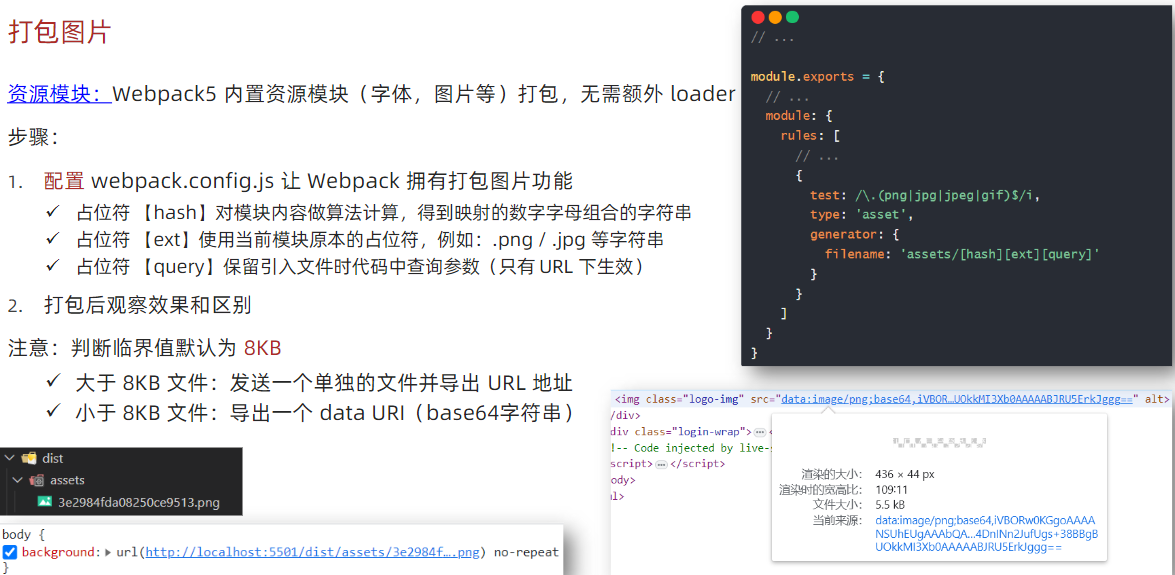 打包图片
资源模块：Webpack5 内置资源模块（字体，图片等）打包，无需额外 loader
步骤：
1. 配置 webpack.config.js 让 Webpack 拥有打包图片功能
✓ 占位符 【hash】对模块内容做算法计算，得到映射的数字字母组合的字符串
✓ 占位符 【ext】使用当前模块原本的占位符，例如：.png / .jpg 等字符串
✓ 占位符 【query】保留引入文件时代码中查询参数（只有 URL 下生效）
2. 打包后观察效果和区别
注意：判断临界值默认为 8KB
✓ 大于 8KB 文件：发送一个单独的文件并导出 URL 地址
✓ 小于 8KB 文件：导出一个 data URI（base64字符串）
// ...
module.exports = {
// ...
module: {
rules: [
// ...
{
test: /\.(png|jpg|jpeg|gif)$/i,
type: 'asset',
generator: {
filename: 'assets/[hash][ext][query]'
}
}
]
}
}
dist
assets
3e2984fda08250ce9513.png
body {
background: url(http://localhost:5501/dist/assets/3e2984f….png) no-repeat
}
<img class="logo-img" src="data:image/png;base64,iVBOR…UOkkMI3Xb0AAAAABJRU5ErkJggg==" alt>
/div>
div class="login-wrap">
!-- Code injected by live-s
script></script>
ody>
l>
渲染的大小： 436 × 44 px
渲染时的宽高比： 109∶11
文件大小： 5.5 kB
当前来源： data:image/png;base64,iVBORw0KGgoAAAA
NSUhEUgAAAbQA…4DnINn2JufUgs+38BBgB
UOkkMI3Xb0AAAAABJRU5ErkJggg==